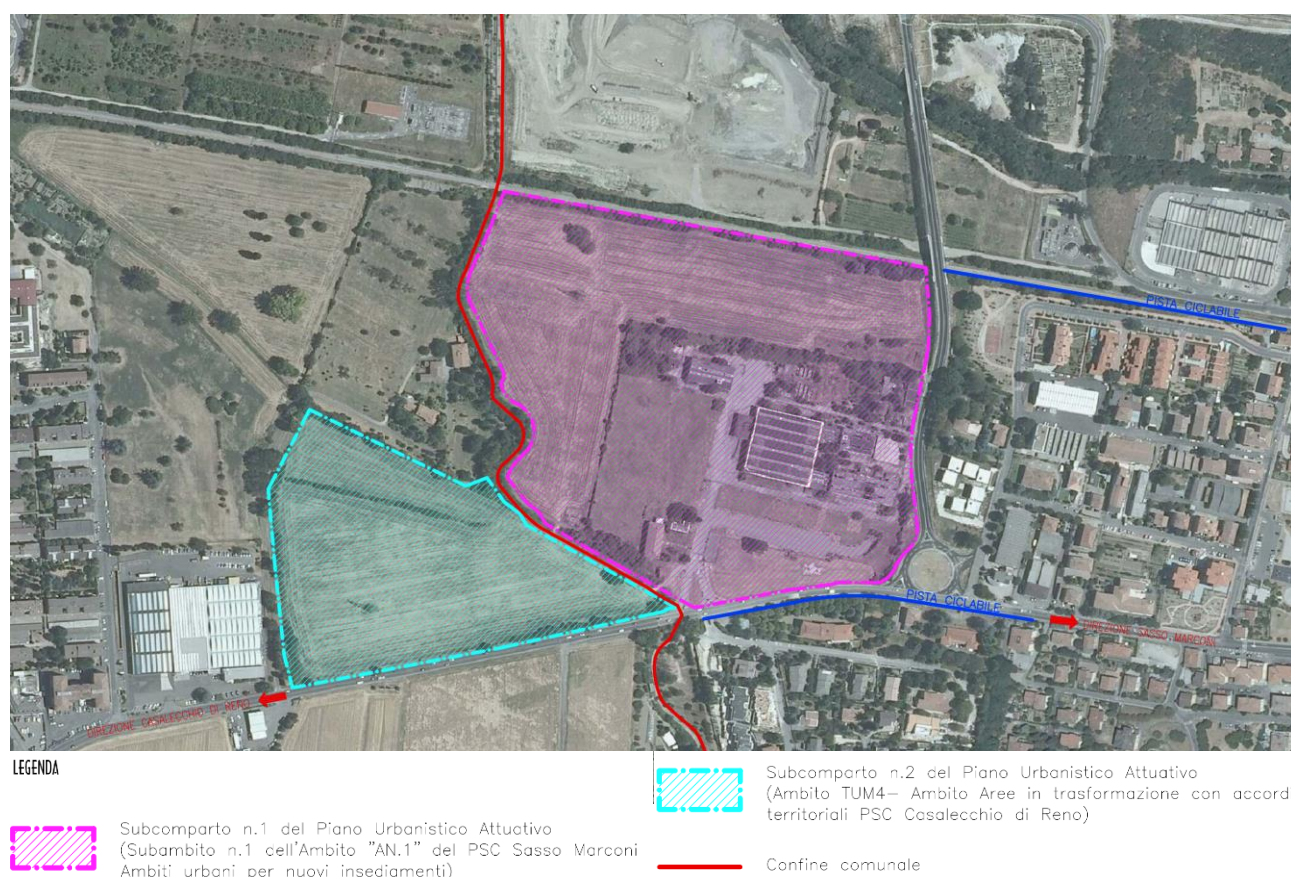 PISTA CICLABILE
PISTA CICLABILE
DIREZIONE SASSO MARCONI
DIREZIONE CASALECCHIO DI RENO
LEGENDA
Subcomparto n.1 del Piano Urbanistico Attuativo
(Subambito n.1 cell'Ambito "AN.1" del PSC Sasso Marconi
Ambiti urbani per nuovi insediamenti)
Subcomparto n.2 del Piano Urbanistico Attuativo
(Ambito TUM4– Ambito Aree in trasformazione con accord
territoriali PSC Casalecchio di Reno)
Confine comunale